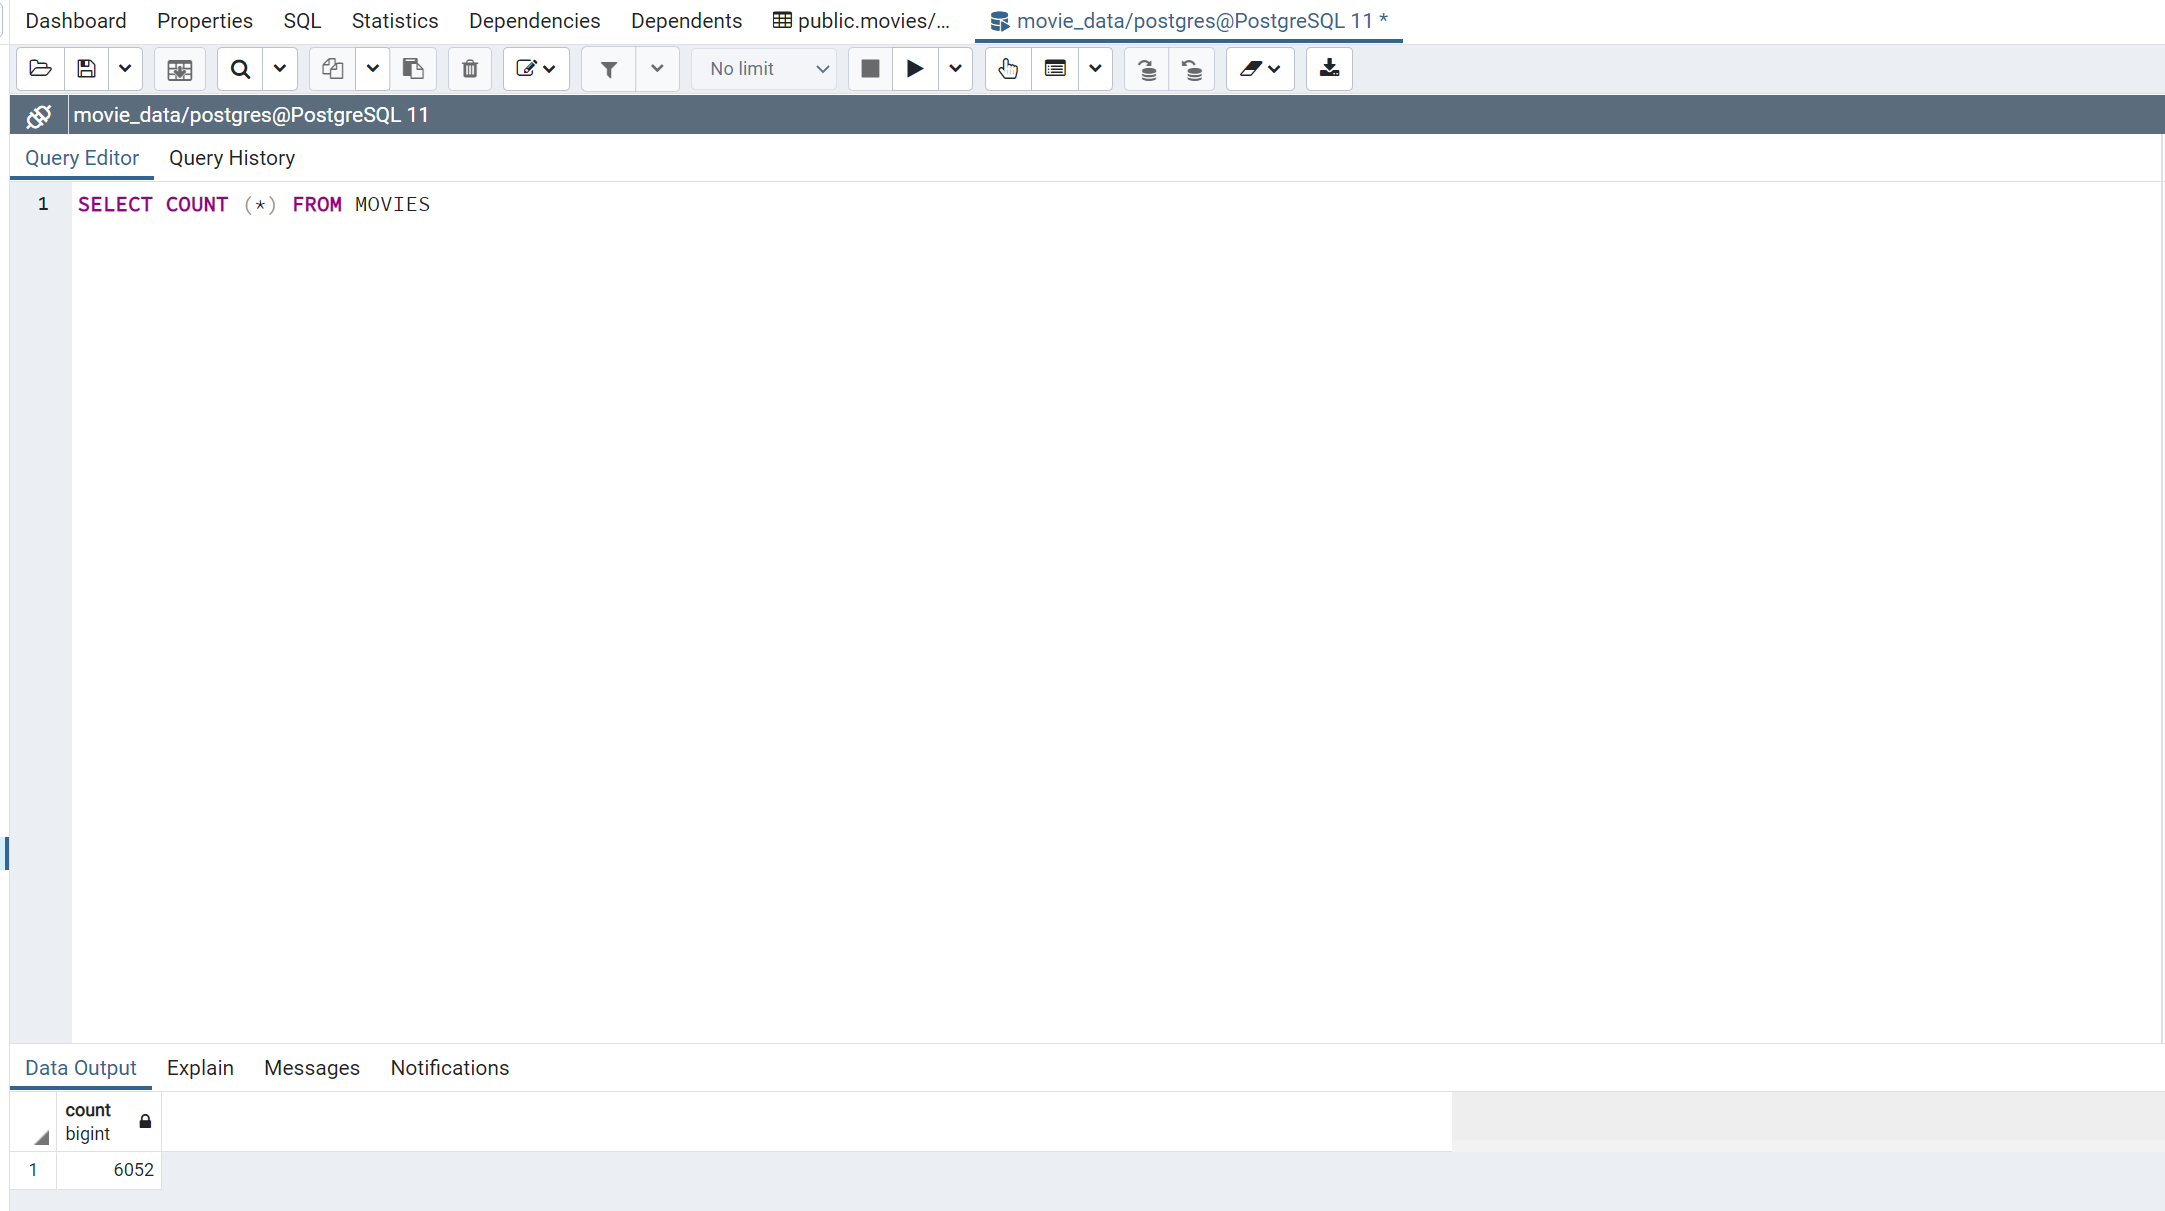 Dashboard Properties SQL Statistics Dependencies Dependents public.movies/... movie_data/postgres@PostgreSQL 11 *
No limit
movie_data/postgres@PostgreSQL 11
Query Editor Query History
1 SELECT COUNT (*) FROM MOVIES
Data Output Explain Messages Notifications
count
bigint
1 6052